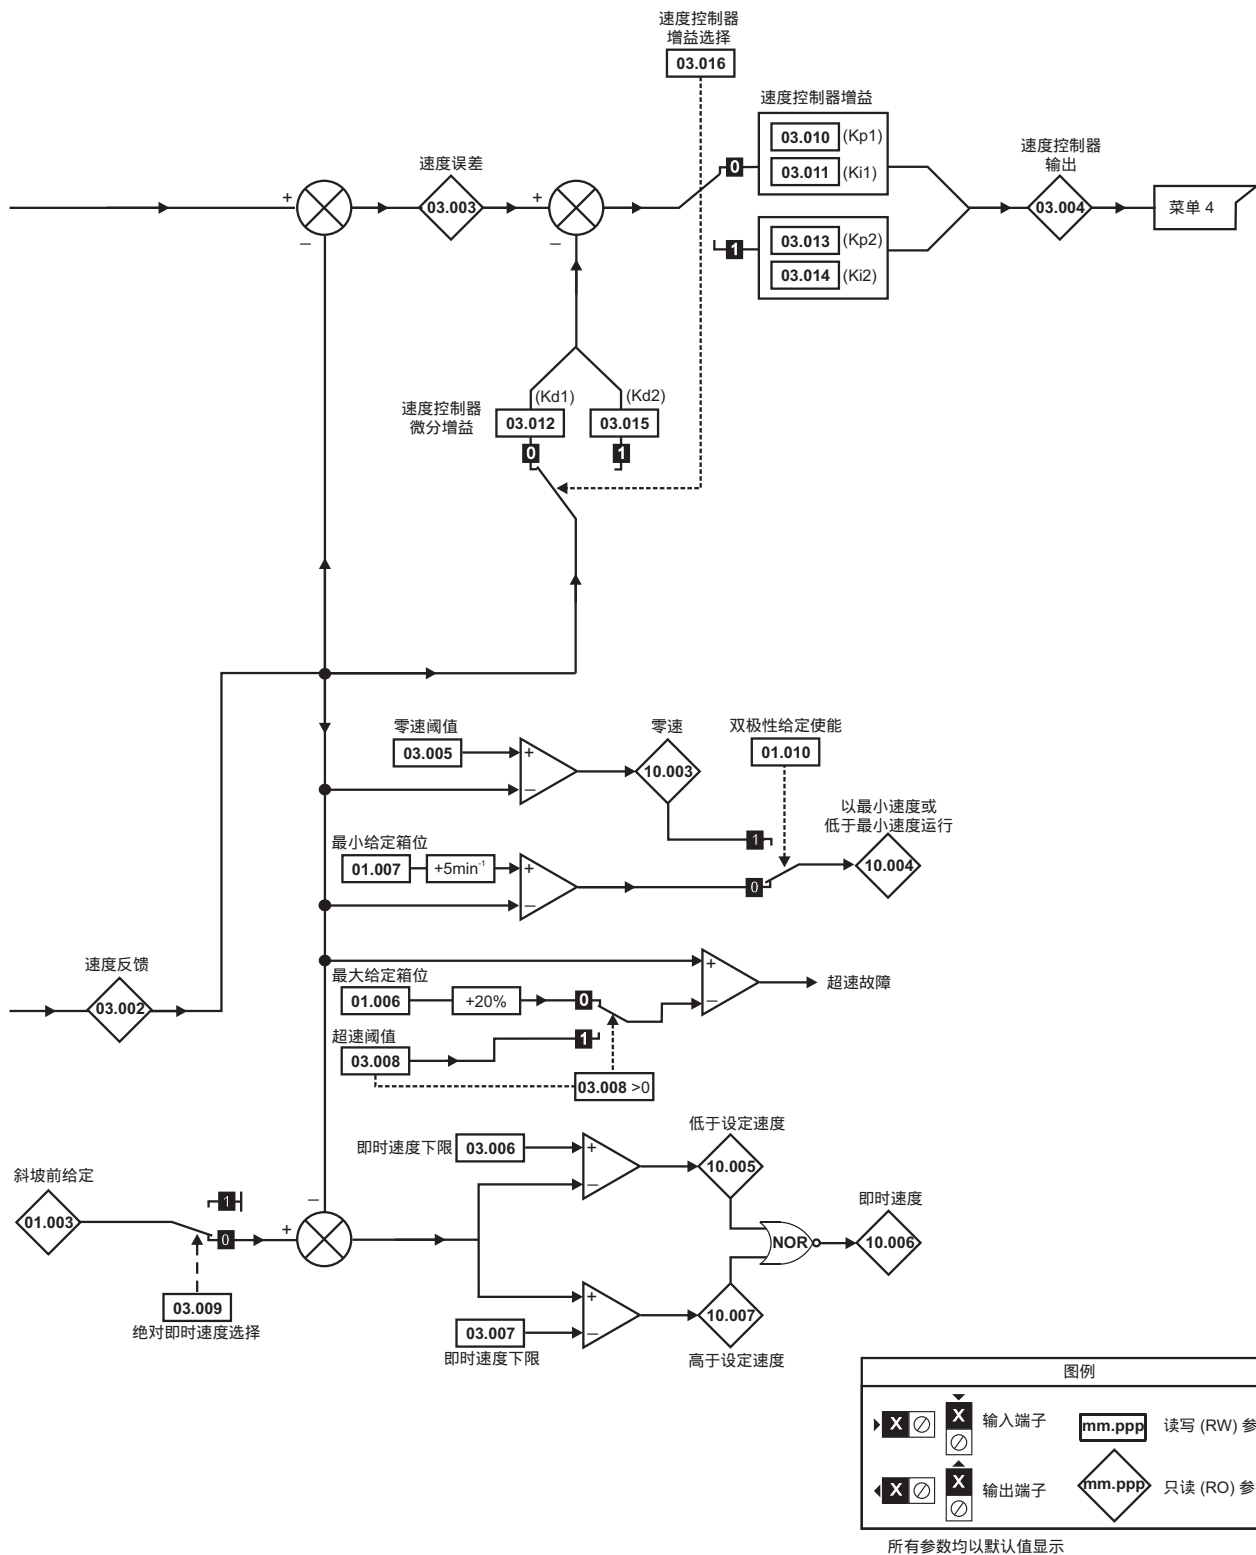 速度控制器
增益选择
03.016
速度控制器增益
03.010 (Kp1)
03.011 (Ki1)
0
03.013 (Kp2)
03.014 (Ki2)
1
速度误差
03.003
+
−
+
−
速度控制器
输出
03.004
菜单 4
(Kd1)
(Kd2)
速度控制器
微分增益
03.012
03.015
0
1
零速阈值
03.005
+
−
零速
10.003
双极性给定使能
01.010
1
以最小速度或
低于最小速度运行
10.004
最小给定箱位
01.007
+5min-1
+
−
0
速度反馈
03.002
最大给定箱位
01.006
+20%
0
+
−
超速故障
超速阈值
03.008
1
03.008 >0
即时速度下限
03.006
+
−
低于设定速度
10.005
斜坡前给定
01.003
1
0
+
−
03.009
绝对即时速度选择
NOR
即时速度
10.006
03.007
即时速度下限
+
−
10.007
高于设定速度
图例
X
X
输入端子
mm.ppp
读写 (RW) 参
X
X
输出端子
mm.ppp
只读 (RO) 参
所有参数均以默认值显示